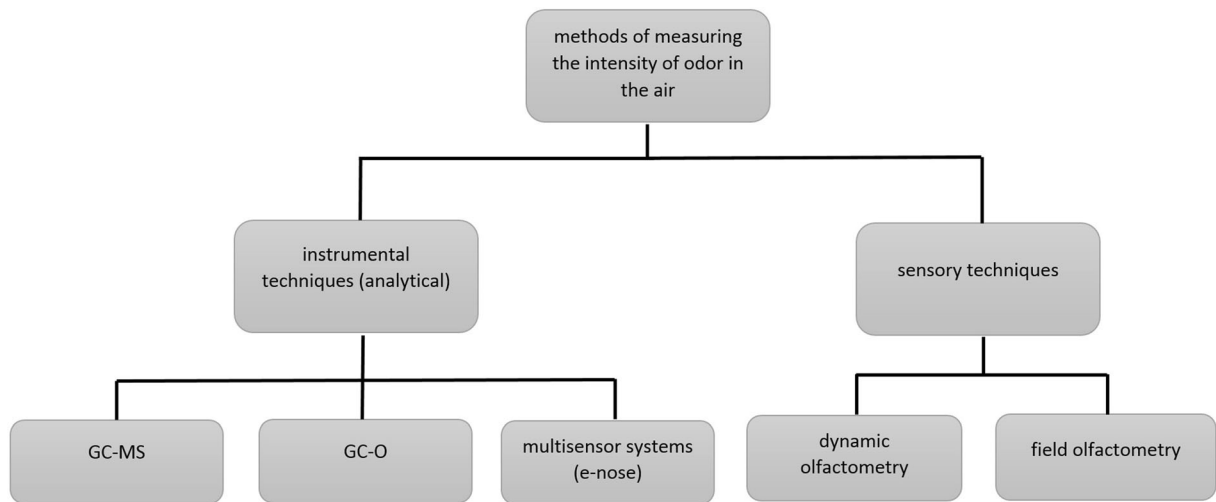 methods of measuring
the intensity of odor in
the air
instrumental
techniques (analytical)
sensory techniques
GC-MS
GC-O
multisensor systems
(e-nose)
dynamic
olfactometry
field olfactometry